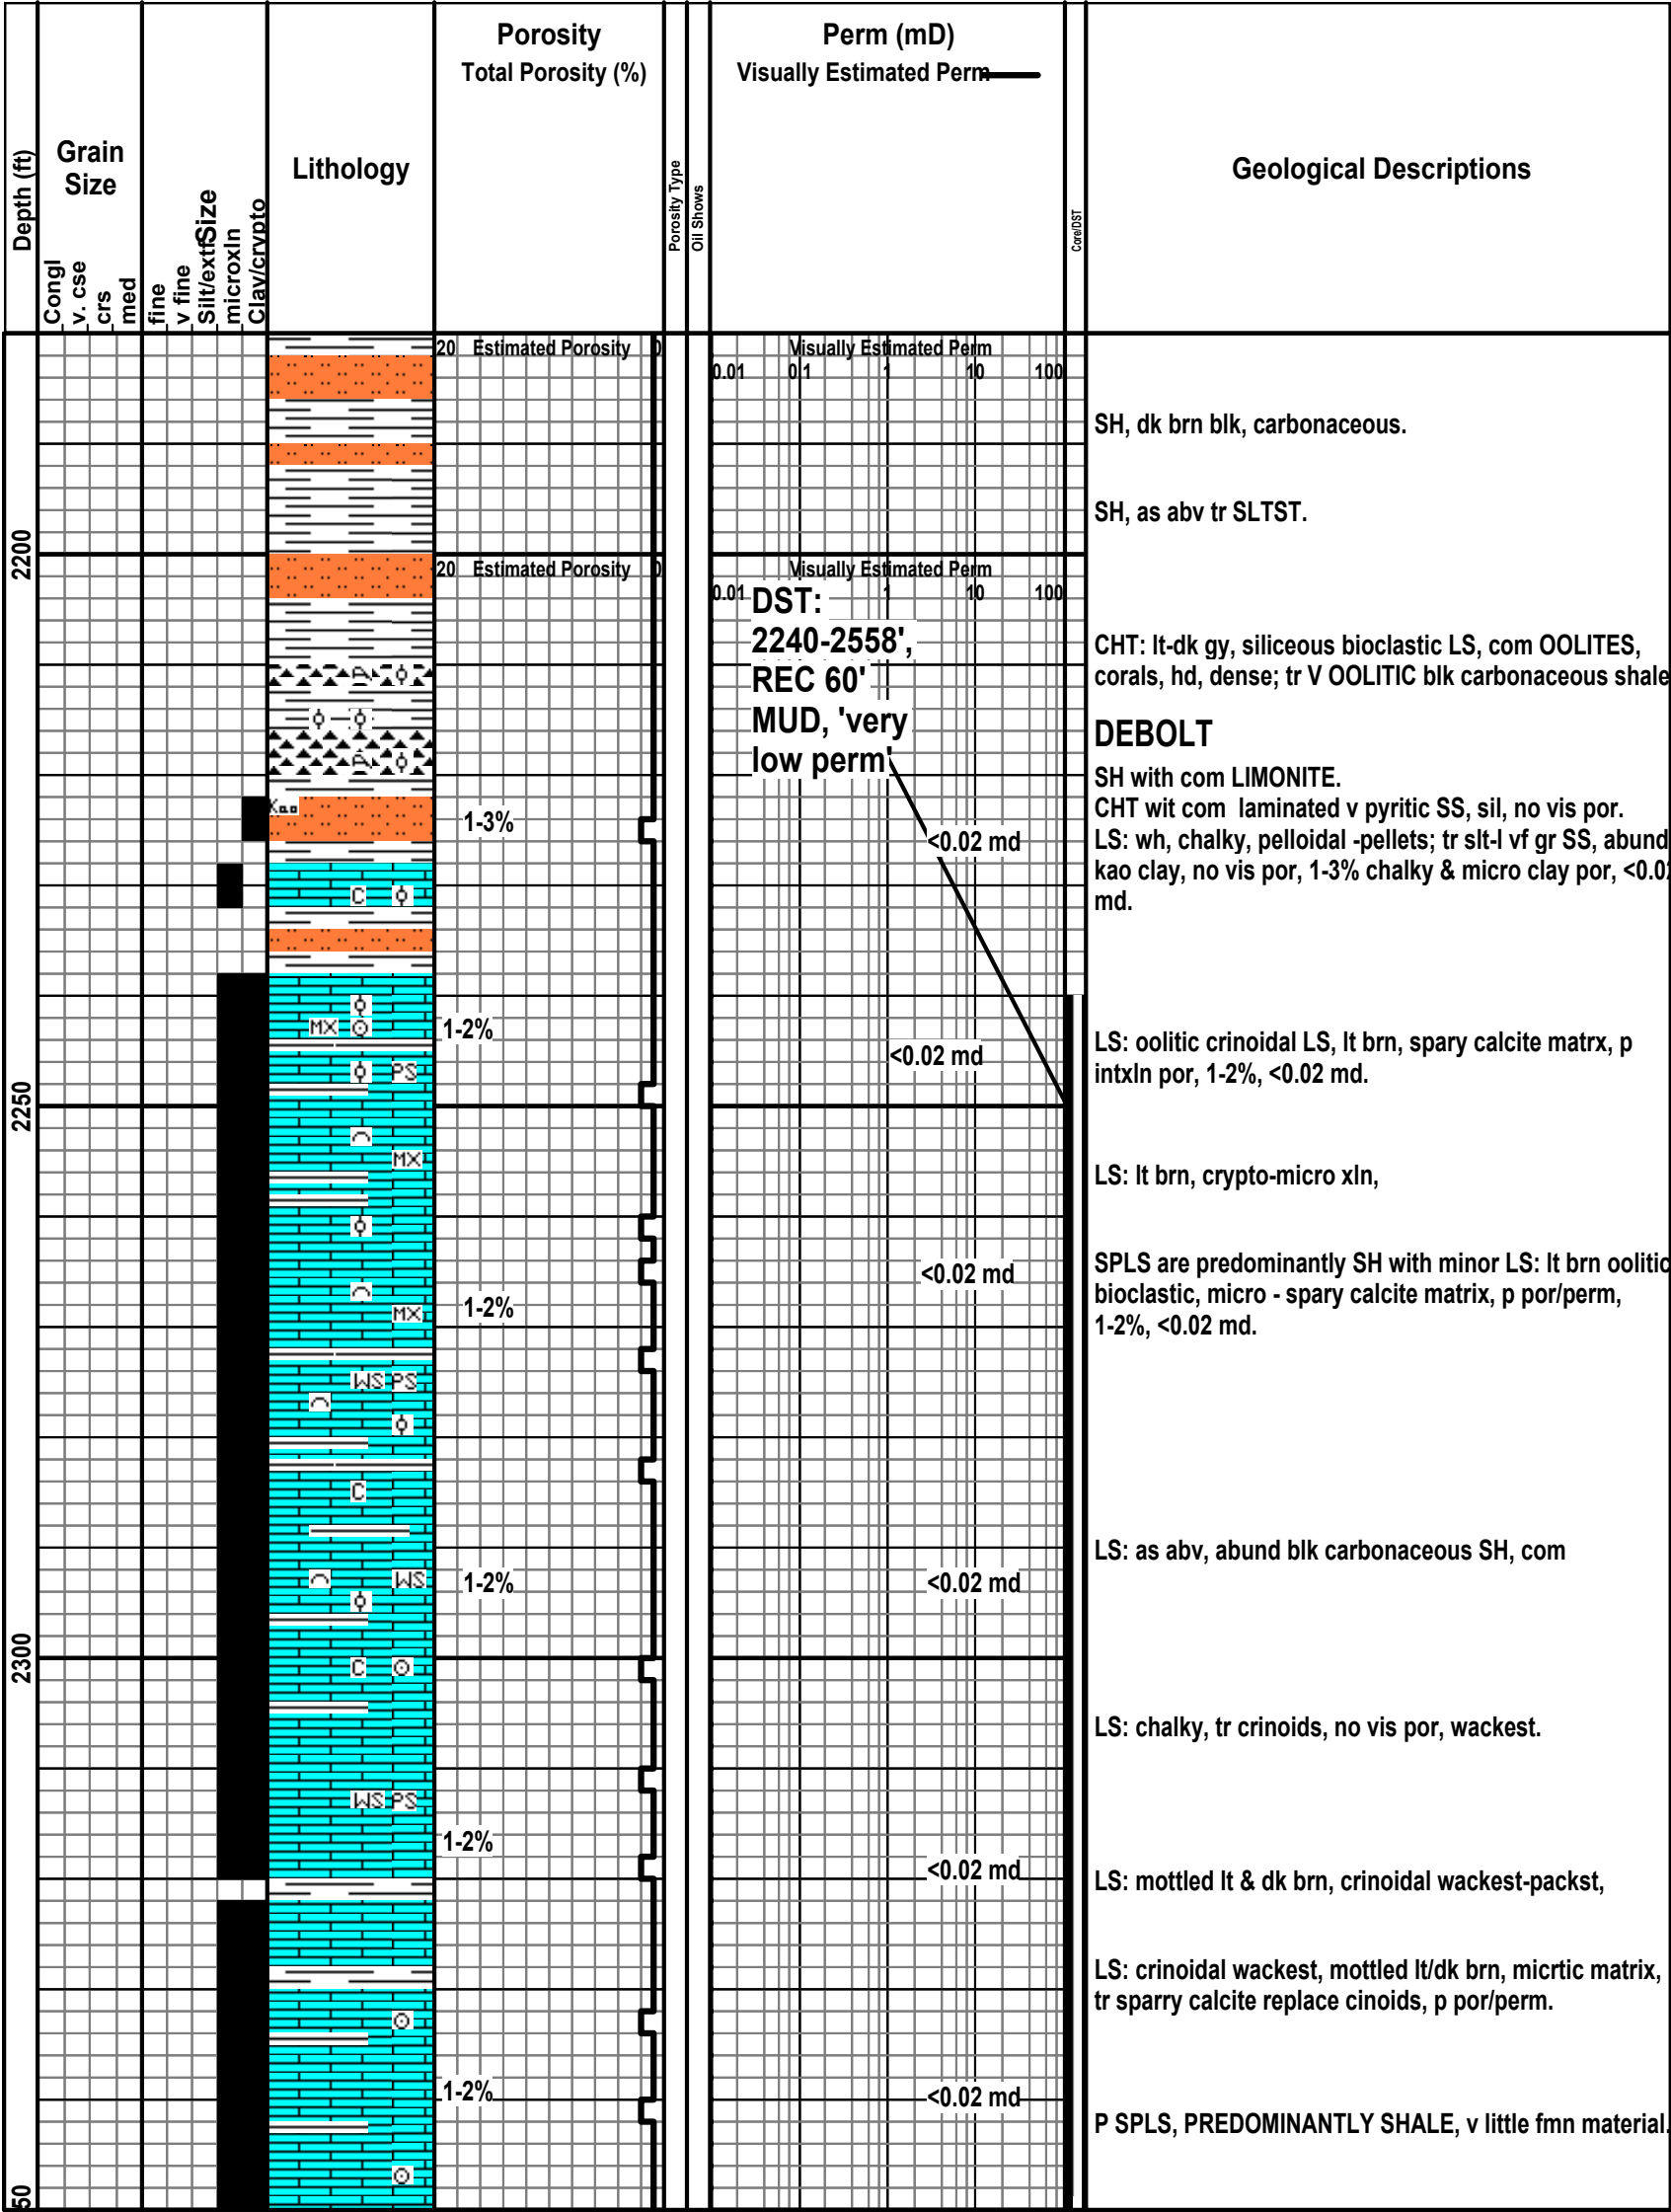 Depth (ft)
Grain
Size
Congl
v. cse
crs
med
fine
v fine
Silt/extf
Size
microxln
Clay/crypto
Lithology
Porosity
Total Porosity (%)
Porosity Type
Oil Shows
Perm (mD)
Visually Estimated Perm
Core/DST
Geological Descriptions
20 Estimated Porosity 0
Visually Estimated Perm
0.01 0.1 1 10 100
SH, dk brn blk, carbonaceous.
SH, as abv tr SLTST.
2200
20 Estimated Porosity 0
Visually Estimated Perm
0.01 1 10 100
DST:
2240-2558',
REC 60'
MUD, 'very
low perm'
CHT: lt-dk gy, siliceous bioclastic LS, com OOLITES,
corals, hd, dense; tr V OOLITIC blk carbonaceous shale
DEBOLT
SH with com LIMONITE.
CHT wit com laminated v pyritic SS, sil, no vis por.
LS: wh, chalky, pelloidal -pellets; tr slt-l vf gr SS, abund
kao clay, no vis por, 1-3% chalky & micro clay por, <0.02
md.
Kao
1-3%
<0.02 md
C
MX
1-2%
<0.02 md
LS: oolitic crinoidal LS, lt brn, spary calcite matrx, p
intxln por, 1-2%, <0.02 md.
PS
2250
MX
LS: lt brn, crypto-micro xln,
SPLS are predominantly SH with minor LS: lt brn oolitic
bioclastic, micro - spary calcite matrix, p por/perm,
1-2%, <0.02 md.
<0.02 md
1-2%
MX
WS PS
C
LS: as abv, abund blk carbonaceous SH, com
WS
1-2%
<0.02 md
2300
C
LS: chalky, tr crinoids, no vis por, wackest.
WS PS
1-2%
<0.02 md
LS: mottled lt & dk brn, crinoidal wackest-packst,
LS: crinoidal wackest, mottled lt/dk brn, micrtic matrix,
tr sparry calcite replace cinoids, p por/perm.
1-2%
<0.02 md
P SPLS, PREDOMINANTLY SHALE, v little fmn material.
50